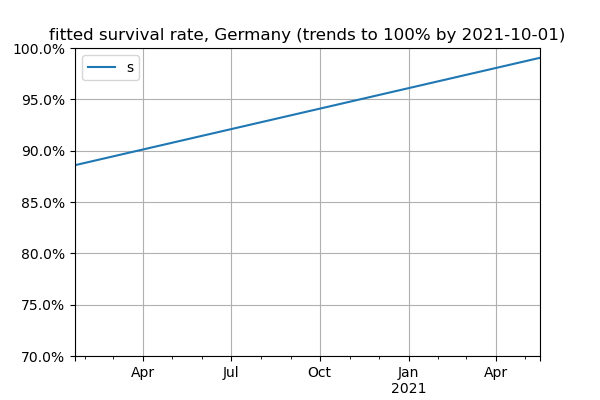 fitted survival rate, Germany (trends to 100% by 2021-10-01)
100.0%
s
95.0%
90.0%
85.0%
80.0%
75.0%
70.0%
Apr Jul Oct Jan Apr
2021